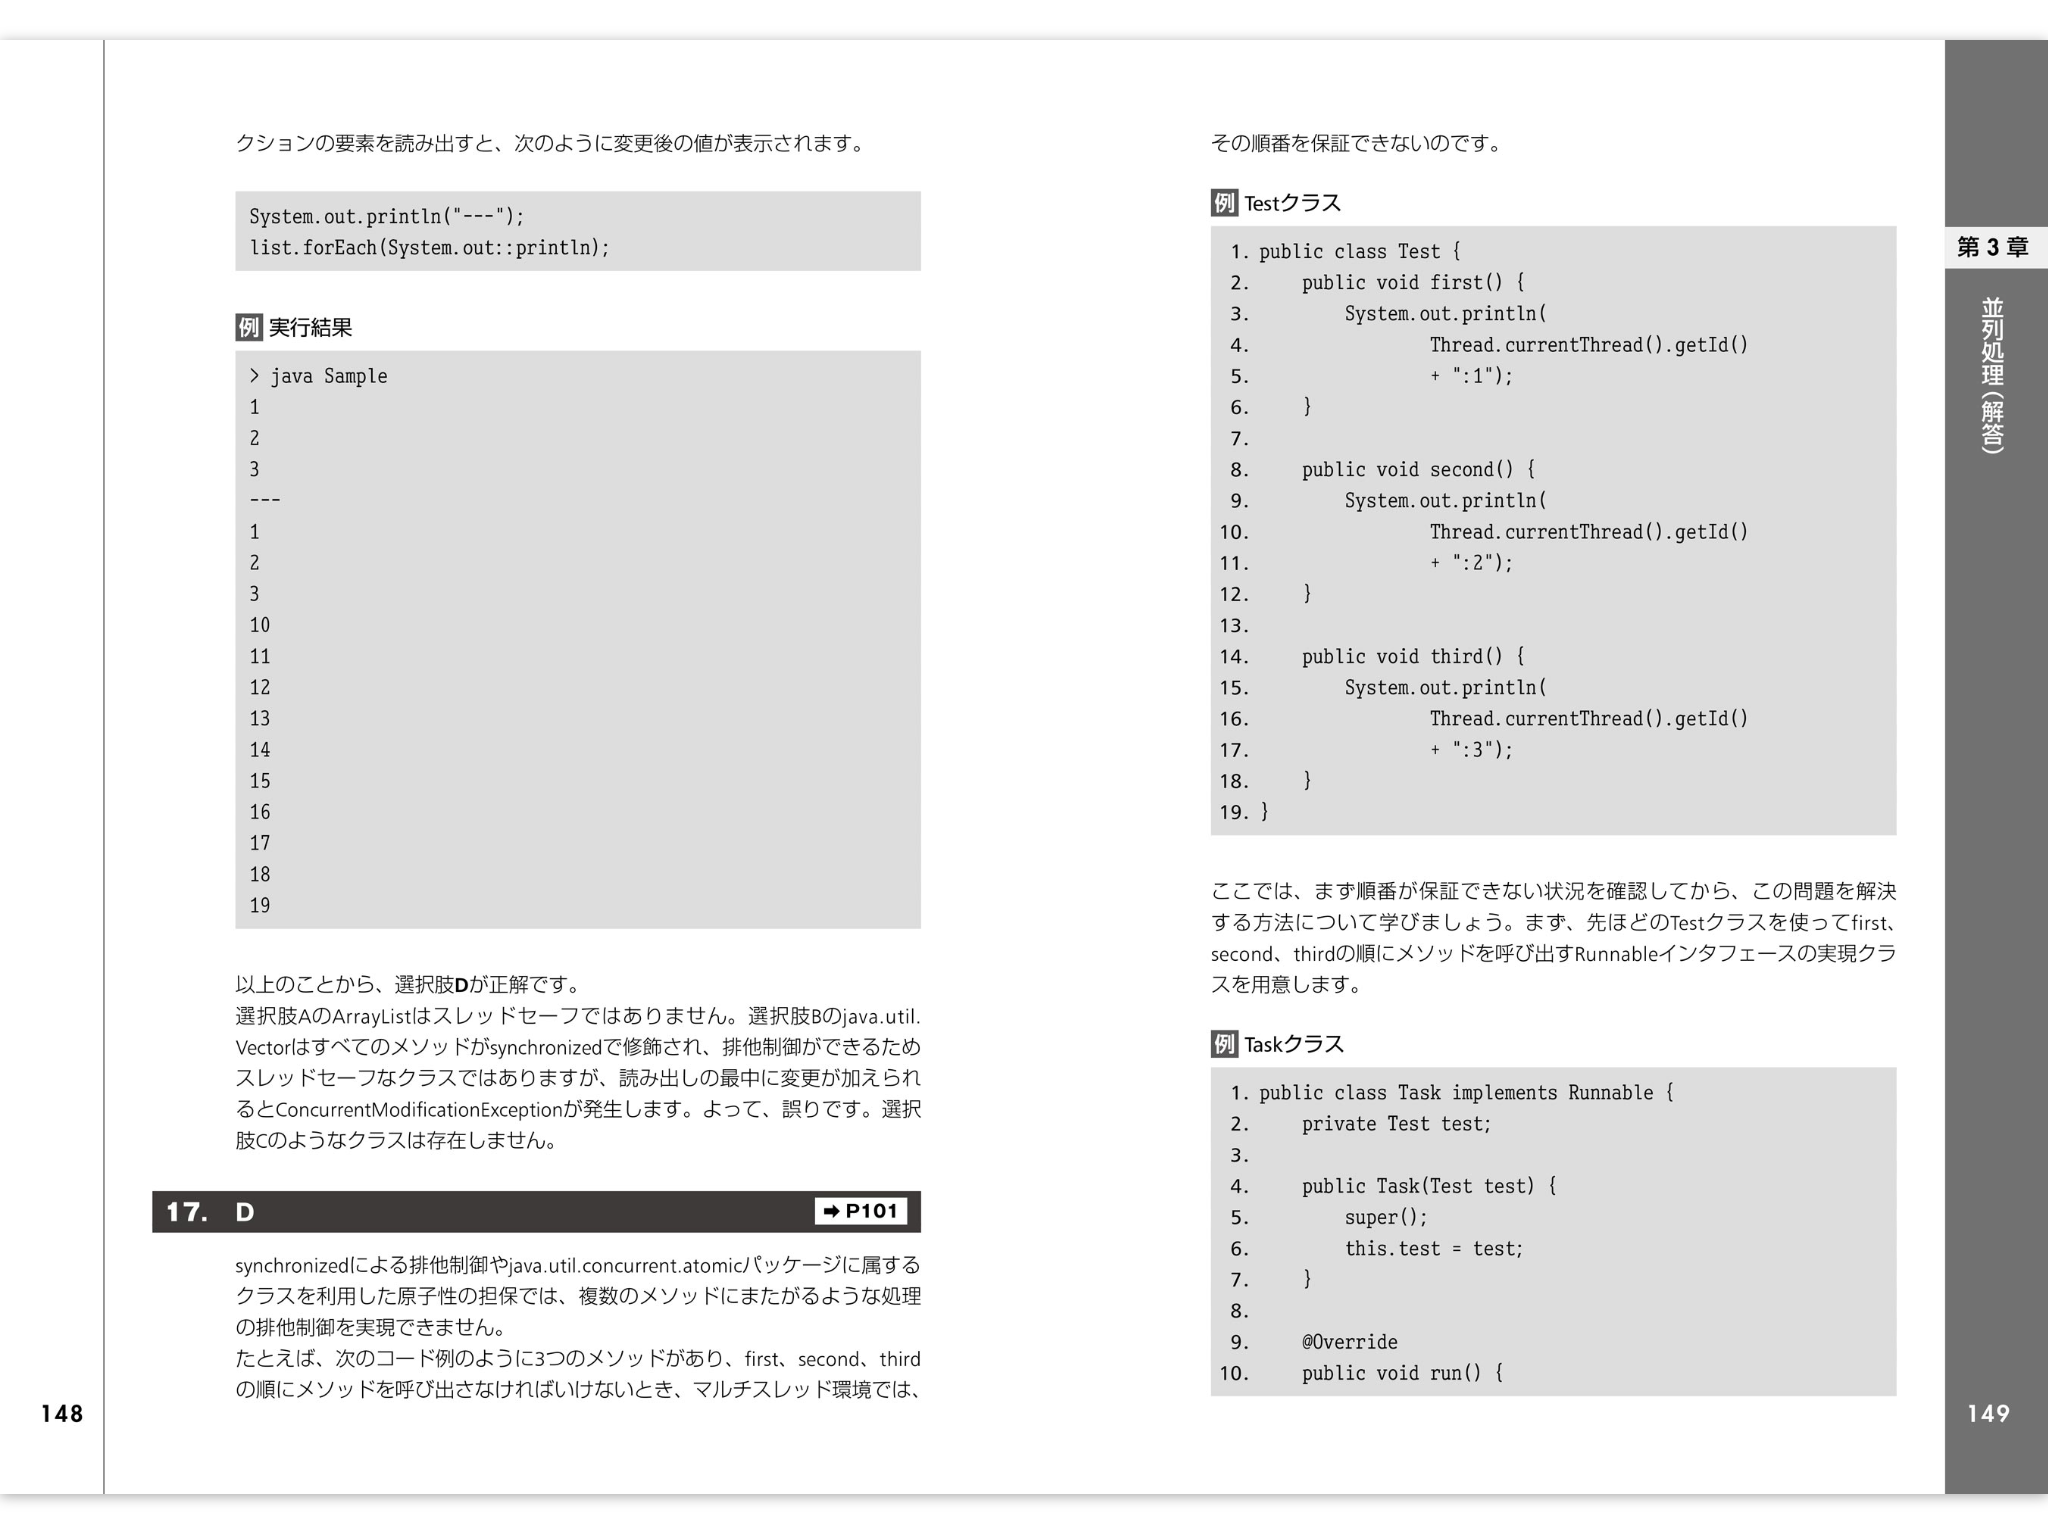 クションの要素を読み出すと、次のように変更後の値が表示されます。
System.out.println("---");
list.forEach(System.out::println);
例 実行結果
> java Sample
1
2
3
---
1
2
3
10
11
12
13
14
15
16
17
18
19
以上のことから、選択肢Dが正解です。
選択肢AのArrayListはスレッドセーフではありません。選択肢Bのjava.util.
Vectorはすべてのメソッドがsynchronizedで修飾され、排他制御ができるため
スレッドセーフなクラスではありますが、読み出しの最中に変更が加えられ
るとConcurrentModificationExceptionが発生します。よって、誤りです。選択
肢Cのようなクラスは存在しません。
17. D ➡ P101
synchronizedによる排他制御やjava.util.concurrent.atomicパッケージに属する
クラスを利用した原子性の担保では、複数のメソッドにまたがるような処理
の排他制御を実現できません。
たとえば、次のコード例のように3つのメソッドがあり、first、second、third
の順にメソッドを呼び出さなければいけないとき、マルチスレッド環境では、
148
その順番を保証できないのです。
例 Testクラス
1. public class Test {
2.     public void first() {
3.         System.out.println(
4.                 Thread.currentThread().getId()
5.                 + ":1");
6.     }
7.
8.     public void second() {
9.         System.out.println(
10.                 Thread.currentThread().getId()
11.                 + ":2");
12.     }
13.
14.     public void third() {
15.         System.out.println(
16.                 Thread.currentThread().getId()
17.                 + ":3");
18.     }
19. }
ここでは、まず順番が保証できない状況を確認してから、この問題を解決
する方法について学びましょう。まず、先ほどのTestクラスを使ってfirst、
second、thirdの順にメソッドを呼び出すRunnableインタフェースの実現クラ
スを用意します。
例 Taskクラス
1. public class Task implements Runnable {
2.     private Test test;
3.
4.     public Task(Test test) {
5.         super();
6.         this.test = test;
7.     }
8.
9.     @Override
10.     public void run() {
第 3 章
並列処理（解答）
149